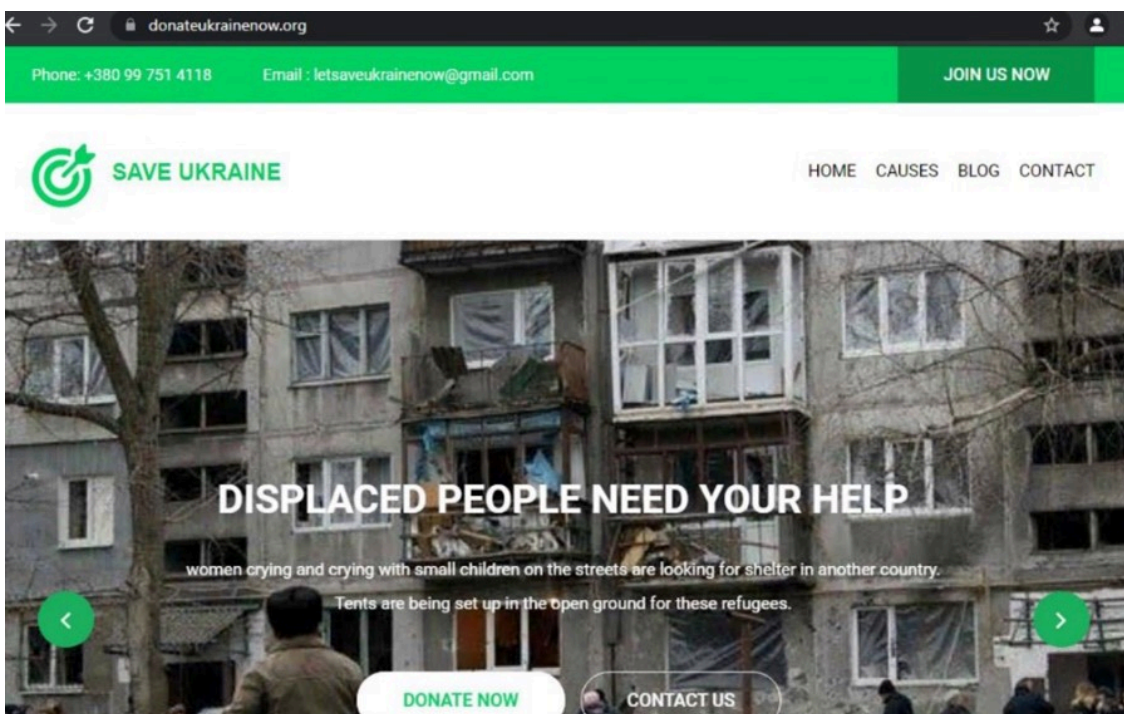 donateukrainenow.org
Phone: +380 99 751 4118 Email : letsaveukrainenow@gmail.com JOIN US NOW
SAVE UKRAINE HOME CAUSES BLOG CONTACT
DISPLACED PEOPLE NEED YOUR HELP
women crying and crying with small children on the streets are looking for shelter in another country.
Tents are being set up in the open ground for these refugees.
DONATE NOW CONTACT US